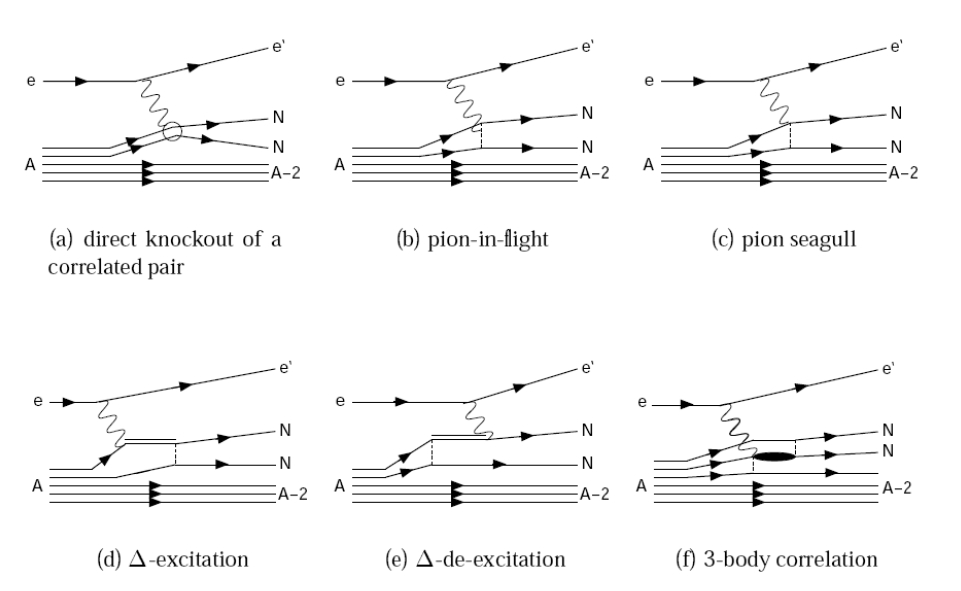 e e' N N A A-2
e e' N N A A-2
e e' N N A A-2
(a) direct knockout of a
correlated pair
(b) pion-in-flight
(c) pion seagull
e e' N N A A-2
e e' N N A A-2
e e' N N A A-2
(d) Δ-excitation
(e) Δ-de-excitation
(f) 3-body correlation